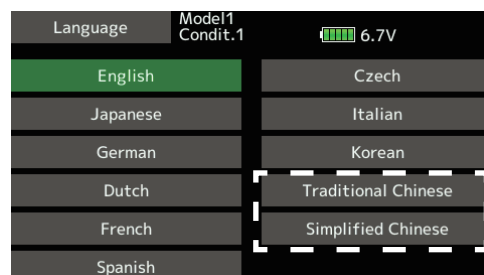 Language
Model1
Condit.1
6.7V
English
Czech
Japanese
Italian
German
Korean
Dutch
Traditional Chinese
French
Simplified Chinese
Spanish